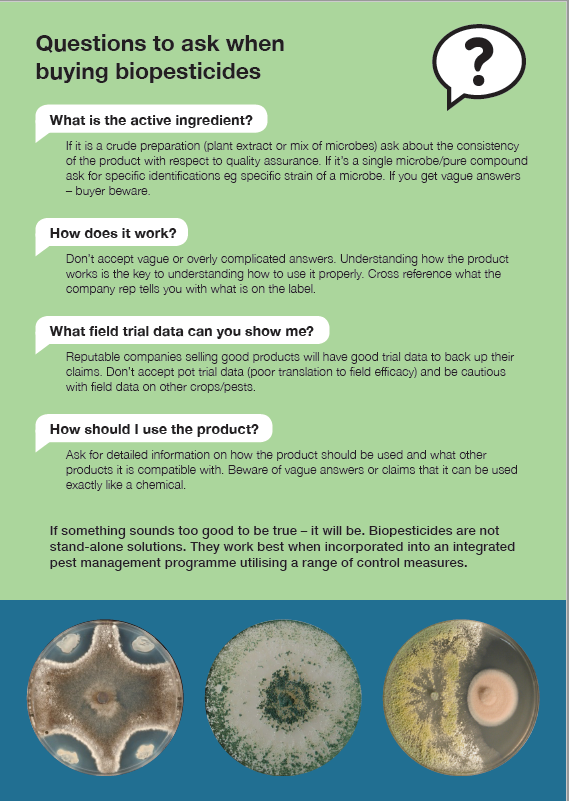 Questions to ask when
buying biopesticides
?
What is the active ingredient?
If it is a crude preparation (plant extract or mix of microbes) ask about the consistency
of the product with respect to quality assurance. If it's a single microbe/pure compound
ask for specific identifications eg specific strain of a microbe. If you get vague answers
– buyer beware.
How does it work?
Don't accept vague or overly complicated answers. Understanding how the product
works is the key to understanding how to use it properly. Cross reference what the
company rep tells you with what is on the label.
What field trial data can you show me?
Reputable companies selling good products will have good trial data to back up their
claims. Don't accept pot trial data (poor translation to field efficacy) and be cautious
with field data on other crops/pests.
How should I use the product?
Ask for detailed information on how the product should be used and what other
products it is compatible with. Beware of vague answers or claims that it can be used
exactly like a chemical.
If something sounds too good to be true – it will be. Biopesticides are not
stand-alone solutions. They work best when incorporated into an integrated
pest management programme utilising a range of control measures.